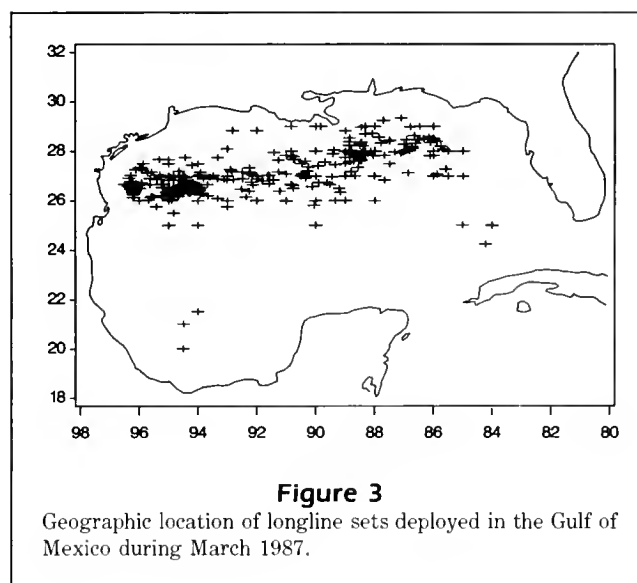 32
30
28
26
24
22
20
18
98 96 94 92 90 88 86 84 82 80
Figure 3
Geographic location of longline sets deployed in the Gulf of
Mexico during March 1987.